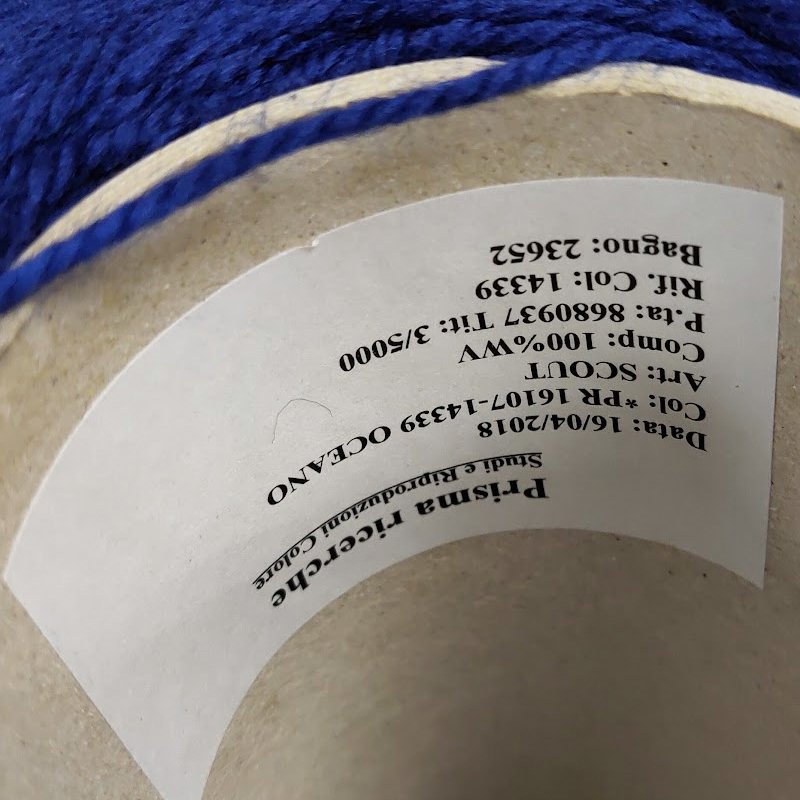 Prisma ricerche
Studi e Riproduzioni Colore
Data: 16/04/2018
Col: *PR 16107-14339 OCEANO
Art: SCOUT
Comp: 100%WV
P.ta: 8680937 Tit: 3/5000
Rif. Col: 14339
Bagno: 23652